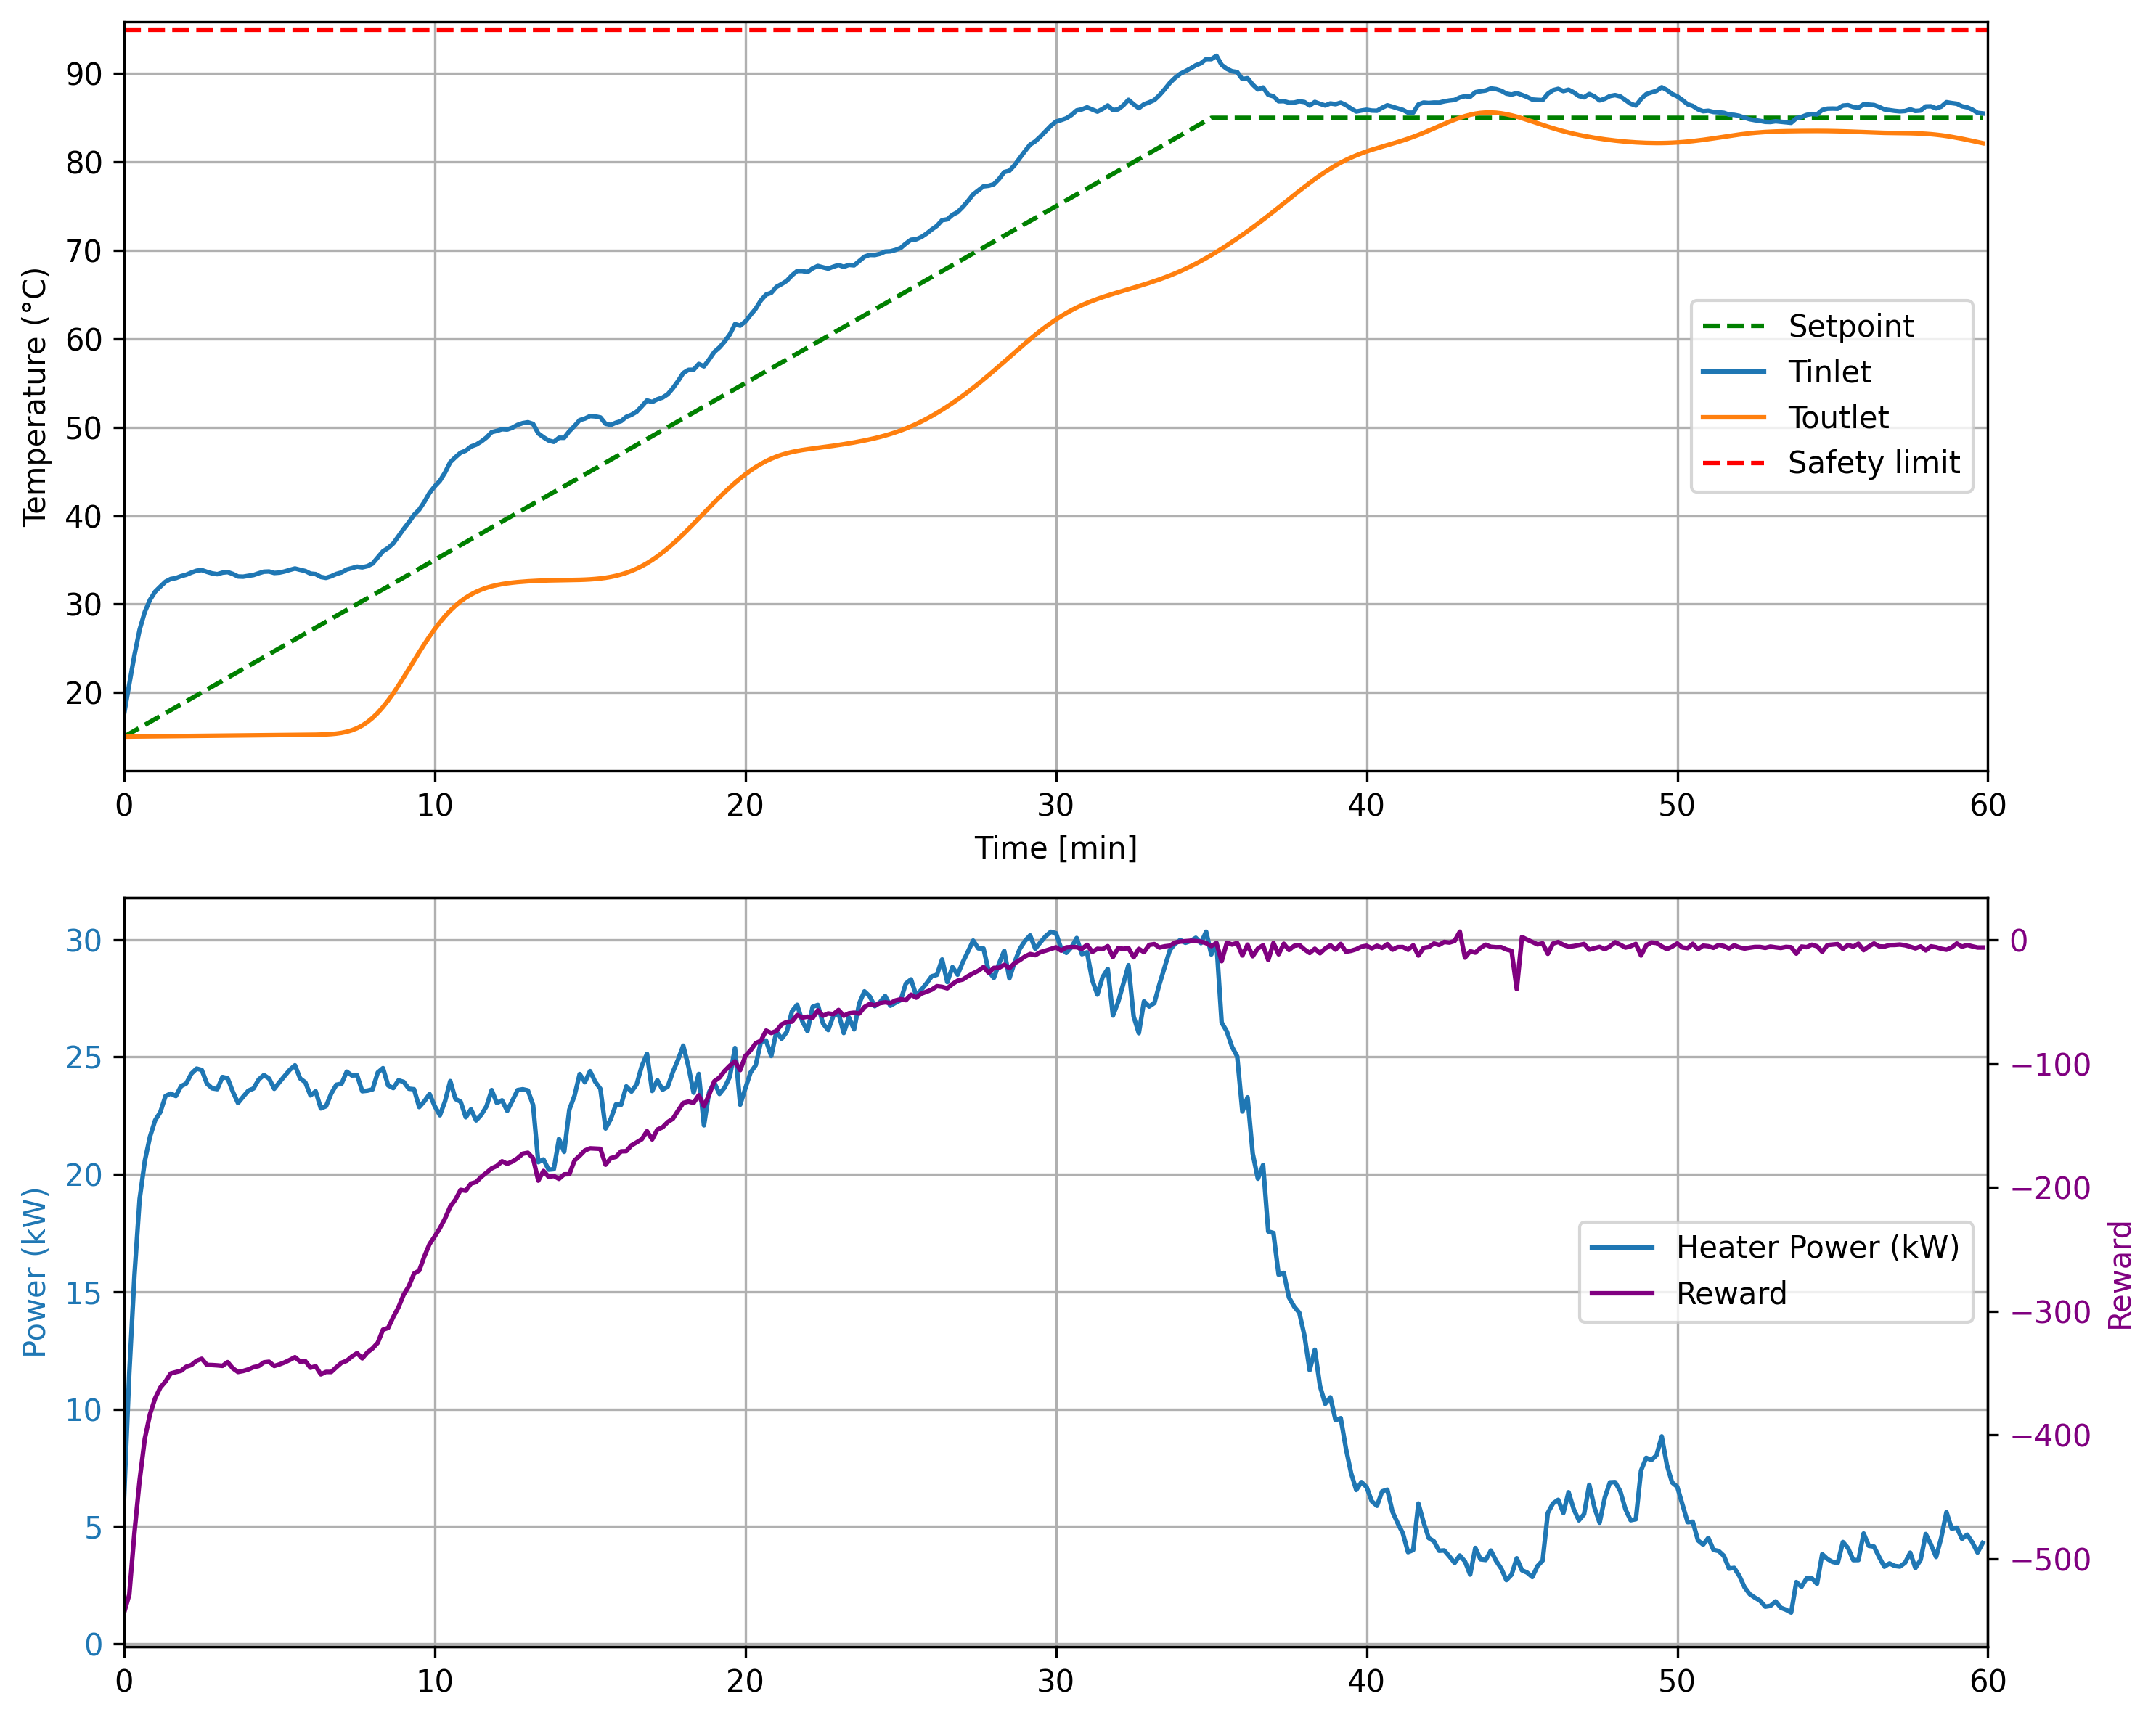 90
80
70
60
50
40
30
20
Temperature (°C)
Setpoint
Tinlet
Toutlet
Safety limit
0 10 20 30 40 50 60
Time [min]
30
25
20
15
10
5
0
Power (kW)
Heater Power (kW)
Reward
0
−100
−200
−300
−400
−500
Reward
0 10 20 30 40 50 60